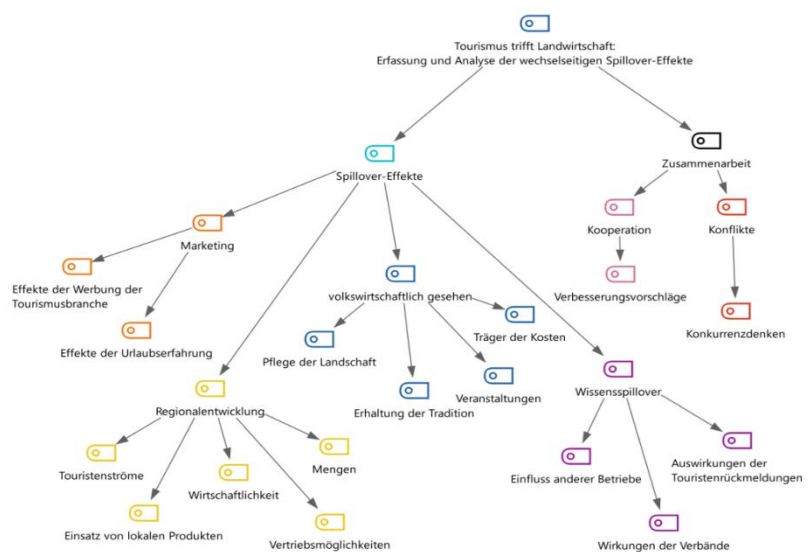 Tourismus trifft Landwirtschaft:
Erfassung und Analyse der wechselseitigen Spillover-Effekte
Spillover-Effekte
Zusammenarbeit
Marketing
Kooperation
Konflikte
Effekte der Werbung der
Tourismusbranche
volkswirtschaftlich gesehen
Verbesserungsvorschläge
Effekte der Urlaubserfahrung
Pflege der Landschaft
Träger der Kosten
Konkurrenzdenken
Regionalentwicklung
Erhaltung der Tradition
Veranstaltungen
Wissensspillover
Touristenströme
Wirtschaftlichkeit
Mengen
Einfluss anderer Betriebe
Auswirkungen der
Touristenrückmeldungen
Einsatz von lokalen Produkten
Vertriebsmöglichkeiten
Wirkungen der Verbände